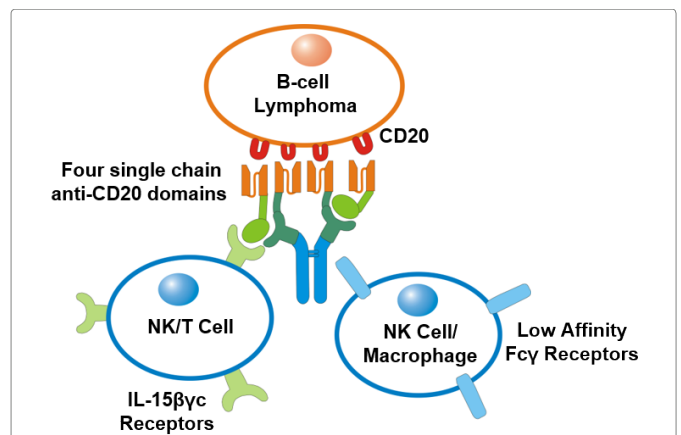 B-cell
Lymphoma
CD20
Four single chain
anti-CD20 domains
NK/T Cell
NK Cell/
Macrophage
Low Affinity
Fcγ Receptors
IL-15βγc
Receptors